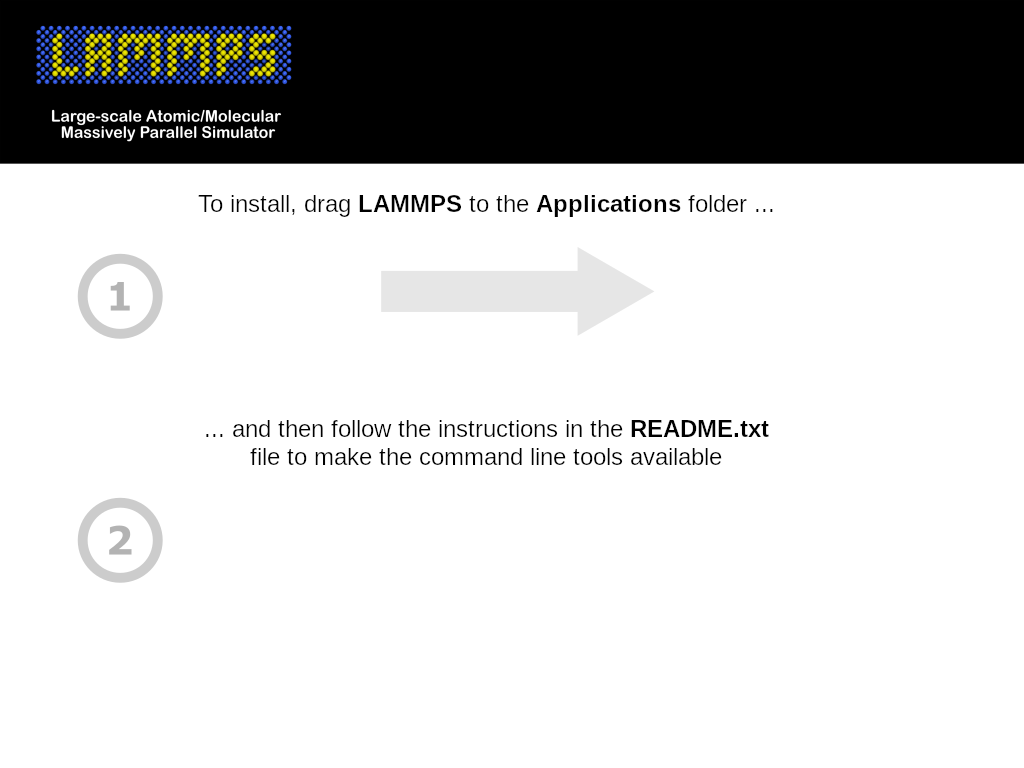 LAMMPS
Large-scale Atomic/Molecular
Massively Parallel Simulator
To install, drag LAMMPS to the Applications folder ...
1
... and then follow the instructions in the README.txt
file to make the command line tools available
2